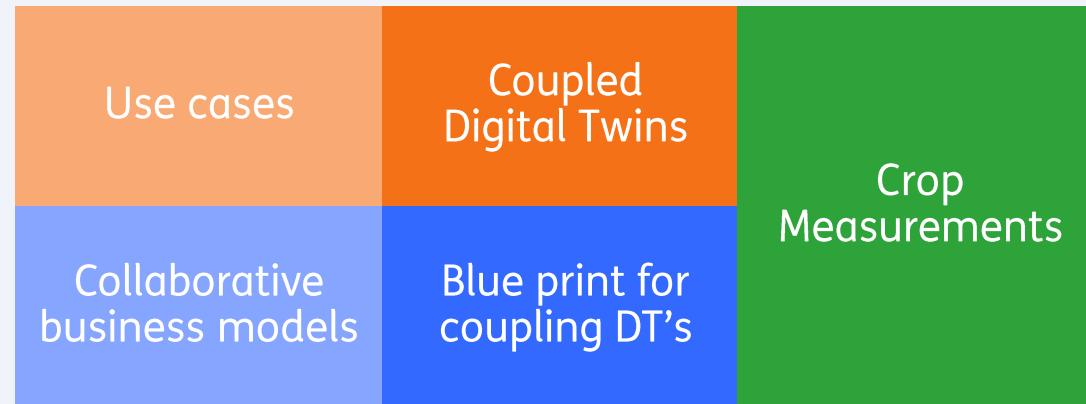 Use cases
Coupled
Digital Twins
Crop
Measurements
Collaborative
business models
Blue print for
coupling DT’s